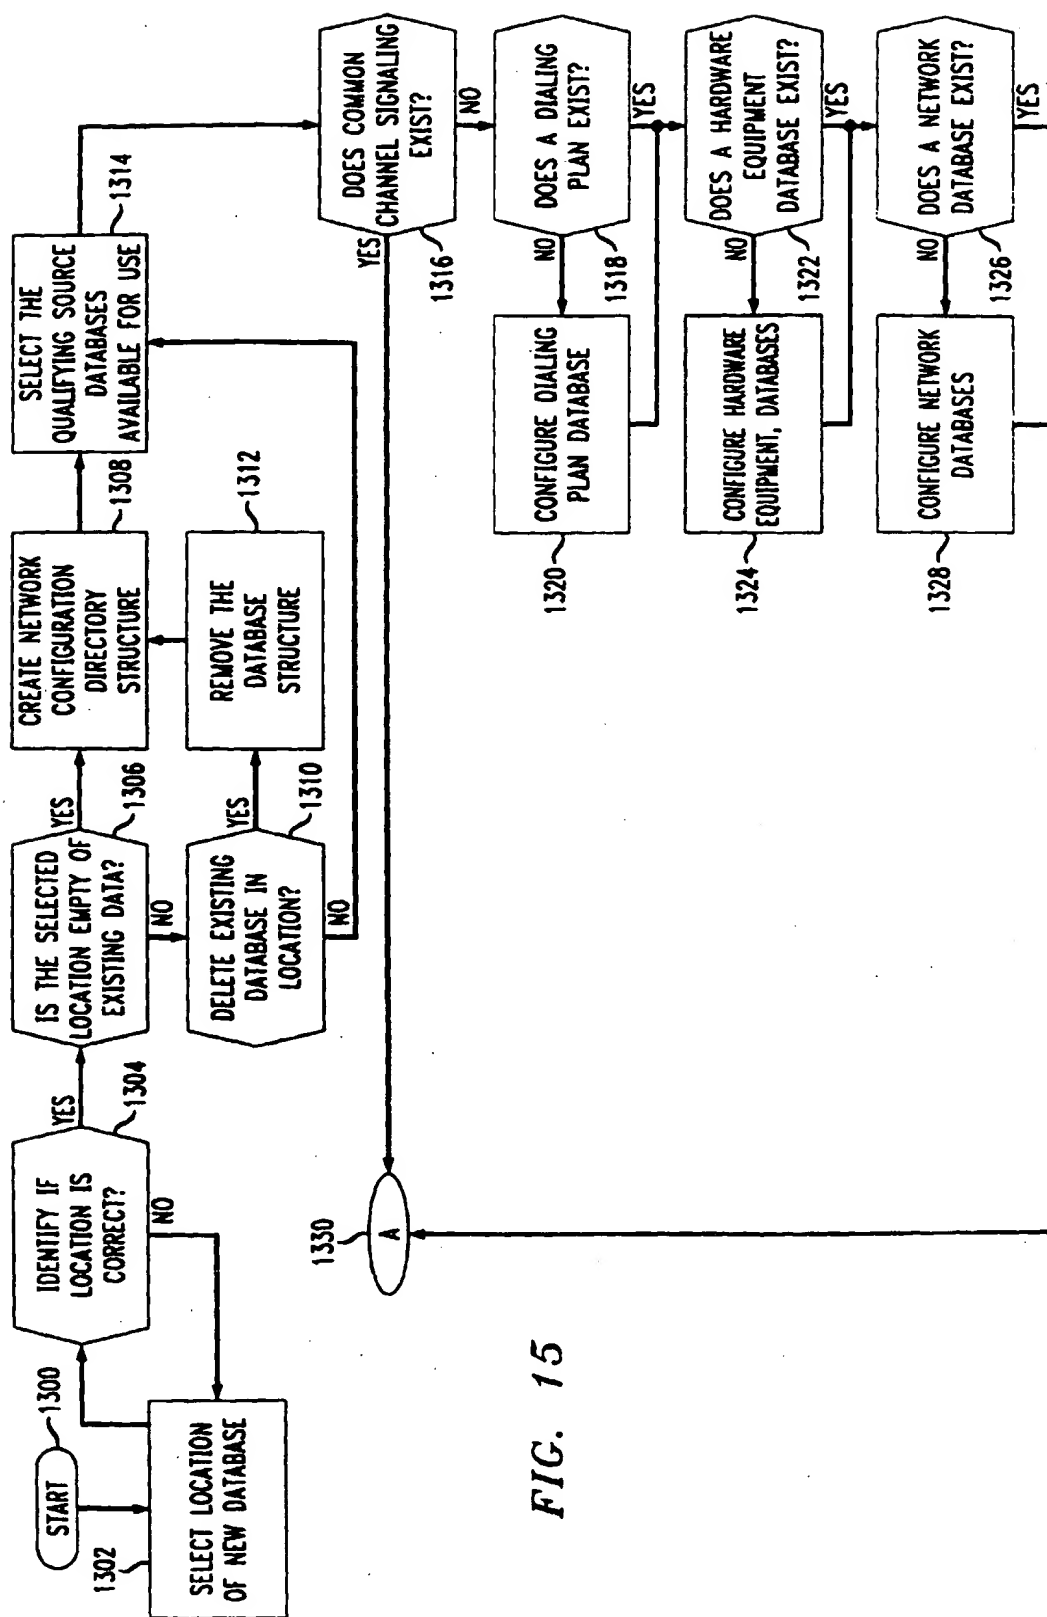 START
1300
1302
SELECT LOCATION
OF NEW DATABASE
IDENTIFY IF
LOCATION IS
CORRECT?
1304
YES
NO
IS THE SELECTED
LOCATION EMPTY OF
EXISTING DATA?
1306
YES
NO
CREATE NETWORK
CONFIGURATION
DIRECTORY
STRUCTURE
1308
DELETE EXISTING
DATABASE IN
LOCATION?
1310
YES
NO
REMOVE THE
DATABASE
STRUCTURE
1312
SELECT THE
QUALIFYING SOURCE
DATABASES
AVAILABLE FOR USE
1314
DOES COMMON
CHANNEL SIGNALING
EXIST?
1316
YES
NO
DOES A DIALING
PLAN EXIST?
1318
NO
YES
CONFIGURE DIALING
PLAN DATABASE
1320
DOES A HARDWARE
EQUIPMENT
DATABASE EXIST?
1322
NO
YES
CONFIGURE HARDWARE
EQUIPMENT, DATABASES
1324
DOES A NETWORK
DATABASE EXIST?
1326
NO
YES
CONFIGURE NETWORK
DATABASES
1328
1330
A
FIG. 15